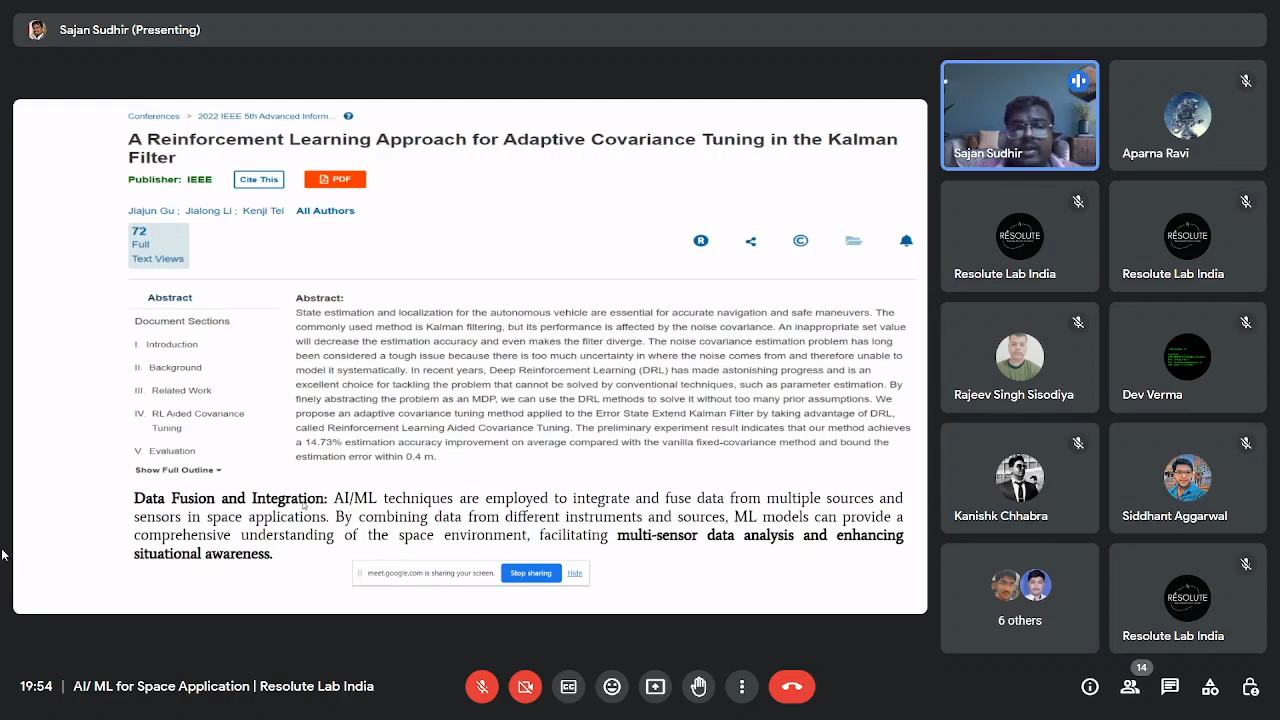 Sajan Sudhir (Presenting)
Conferences > 2022 IEEE 5th Advanced Inform... ?
A Reinforcement Learning Approach for Adaptive Covariance Tuning in the Kalman
Filter
Publisher: IEEE
Cite This
PDF
Jiajun Gu ; Jialong Li ; Kenji Tei All Authors
72
Full
Text Views
R
©
Abstract
Document Sections
I. Introduction
II. Background
III. Related Work
IV. RL Aided Covariance
Tuning
V. Evaluation
Show Full Outline
Abstract:
State estimation and localization for the autonomous vehicle are essential for accurate navigation and safe maneuvers. The
commonly used method is Kalman filtering, but its performance is affected by the noise covariance. An inappropriate set value
will decrease the estimation accuracy and even makes the filter diverge. The noise covariance estimation problem has long
been considered a tough issue because there is too much uncertainty in where the noise comes from and therefore unable to
model it systematically. In recent years, Deep Reinforcement Learning (DRL) has made astonishing progress and is an
excellent choice for tackling the problem that cannot be solved by conventional techniques, such as parameter estimation. By
finely abstracting the problem as an MDP, we can use the DRL methods to solve it without too many prior assumptions. We
propose an adaptive covariance tuning method applied to the Error State Extend Kalman Filter by taking advantage of DRL,
called Reinforcement Learning Aided Covariance Tuning. The preliminary experiment result indicates that our method achieves
a 14.73% estimation accuracy improvement on average compared with the vanilla fixed-covariance method and bound the
estimation error within 0.4 m.
Data Fusion and Integration: AI/ML techniques are employed to integrate and fuse data from multiple sources and
sensors in space applications. By combining data from different instruments and sources, ML models can provide a
comprehensive understanding of the space environment, facilitating multi-sensor data analysis and enhancing
situational awareness.
meet.google.com is sharing your screen.
Stop sharing
Hide
Sajan Sudhir
Aparna Ravi
RÉSOLUTE
Resolute Lab India
RÉSOLUTE
Resolute Lab India
Rajeev Singh Sisodiya
Dev Verma
Kanishk Chhabra
Siddhant Aggarwal
6 others
RÉSOLUTE
Resolute Lab India
19:54 | AI/ ML for Space Application | Resolute Lab India
14